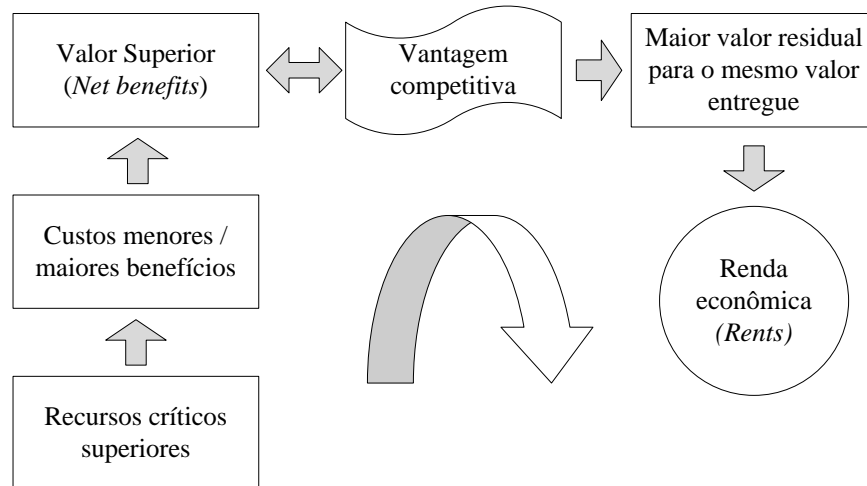 Valor Superior
(Net benefits)
Vantagem
competitiva
Maior valor residual
para o mesmo valor
entregue
Custos menores /
maiores benefícios
Renda
econômica
(Rents)
Recursos críticos
superiores